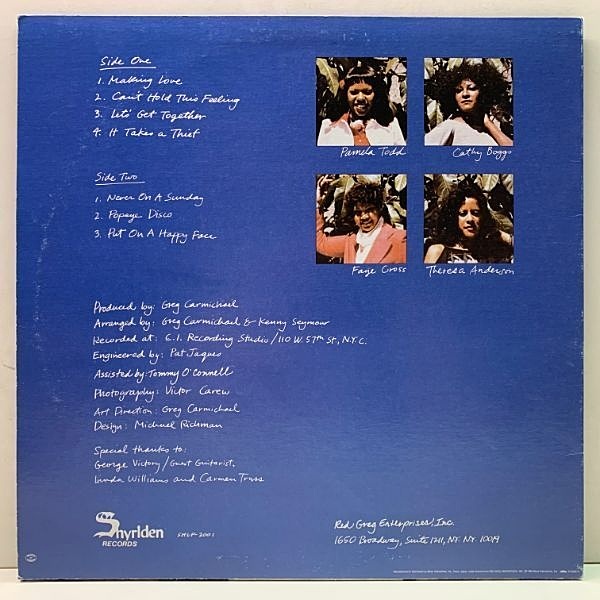 Side One
1. Making Love
2. Can't Hold This Feeling
3. Let's Get Together
4. It Takes a Thief
Side Two
1. Never On A Sunday
2. Popeye Disco
3. Put On A Happy Face
Pamela Todd
Cathy Boggs
Faye Cross
Theresa Anderson
Produced by: Greg Carmichael
Arranged by: Greg Carmichael & Kenny Seymour
Recorded at: C.I. Recording Studio/110 W. 57th St, N.Y.C.
Engineered by: Pat Jaques
Assisted by: Tommy O'Connell
Photography: Victor Carew
Art Direction: Greg Carmichael
Design: Michael Richman
Special thanks to:
George Victory/Guest Guitarist.
Linda Williams and Carmen
Shyrlden
RECORDS
SHLP-2001
Red Greg Enterprises, Inc.
1650 Broadway, Suite 1211, NY. NY. 10019